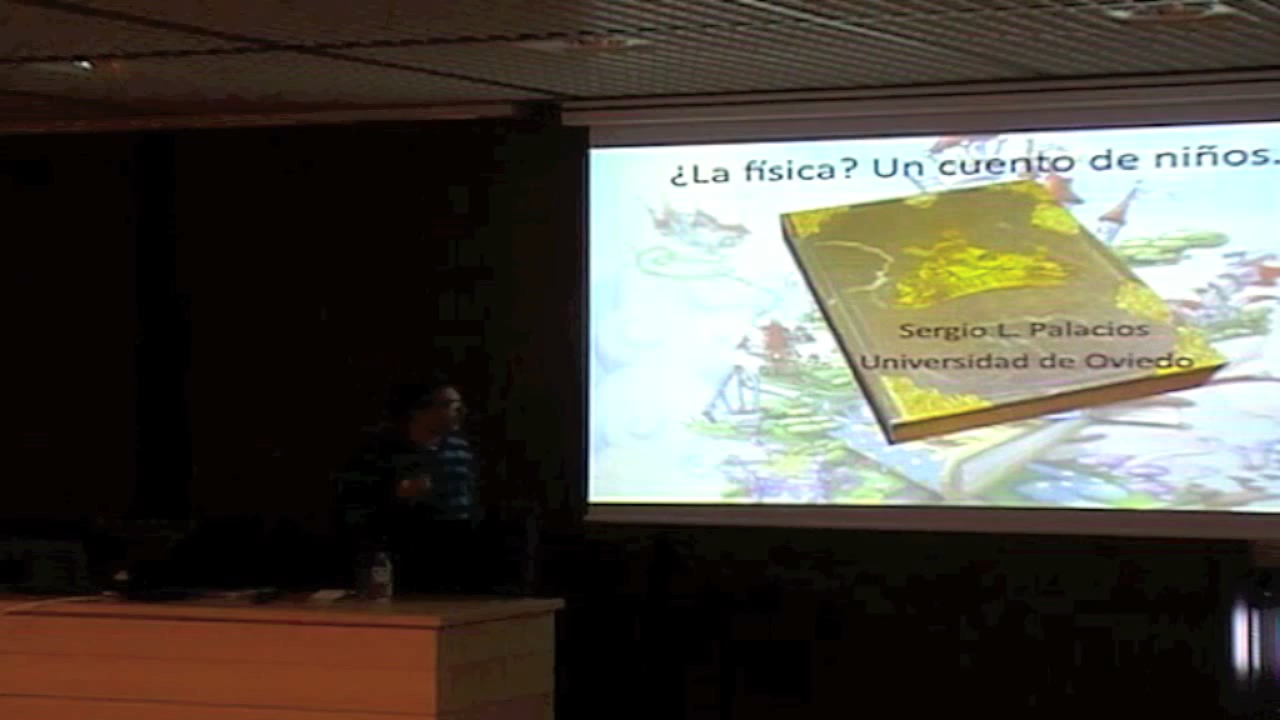 ¿La física? Un cuento de niños.
Sergio L. Palacios
Universidad de Oviedo